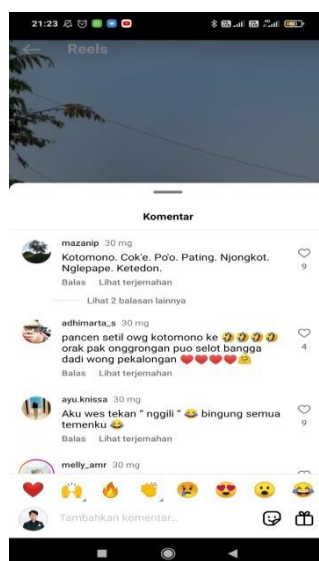 21:23
Reels
Komentar
mazanip 30 mg
Kotomono. Cok'e. Po'o. Pating. Njongkot.
Nglepape. Ketedon.
9
Balas Lihat terjemahan
Lihat 2 balasan lainnya
adhimarta_s 30 mg
pancen setil owg kotomono ke 🤣🤣🤣🤣
orak pak onggrongan puo selot bangga
dadi wong pekalongan ❤️❤️❤️❤️🤗
4
Balas Lihat terjemahan
ayu.knissa 30 mg
Aku wes tekan " nggili " 😂 bingung semua
temenku 😂
9
Balas Lihat terjemahan
melly_amr 30 mg
Tambahkan komentar...